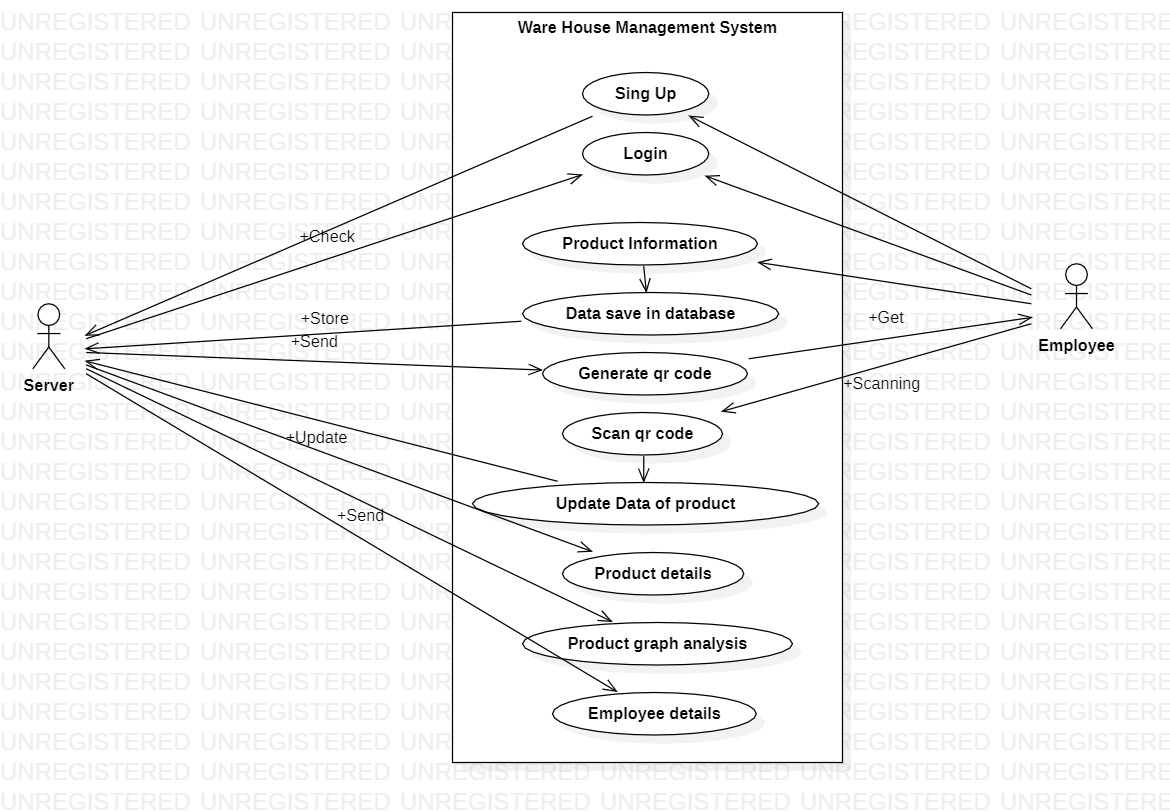 Ware House Management System
Sing Up
Login
+Check
Product Information
Data save in database
+Store
+Get
+Send
Employee
Generate qr code
Server
+Scanning
Scan qr code
+Update
Update Data of product
+Send
Product details
Product graph analysis
Employee details
UNREGISTERED